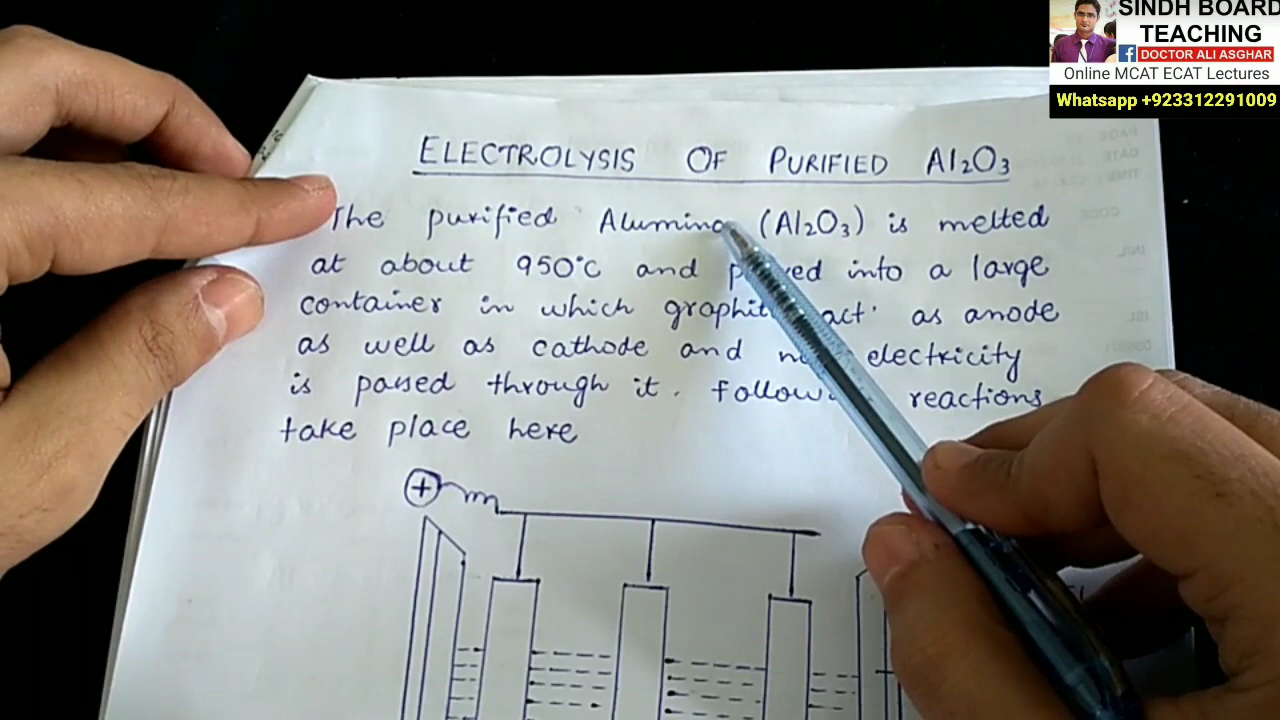 SINDH BOARD
TEACHING
DOCTOR ALI ASGHAR
Online MCAT ECAT Lectures
Whatsapp +923312291009
ELECTROLYSIS OF PURIFIED Al2O3
The purified Alumina (Al2O3) is melted
at about 950°C and into a large
container in which act as anode
as well as cathode and electricity
is passed through it. reactions
take place here
+